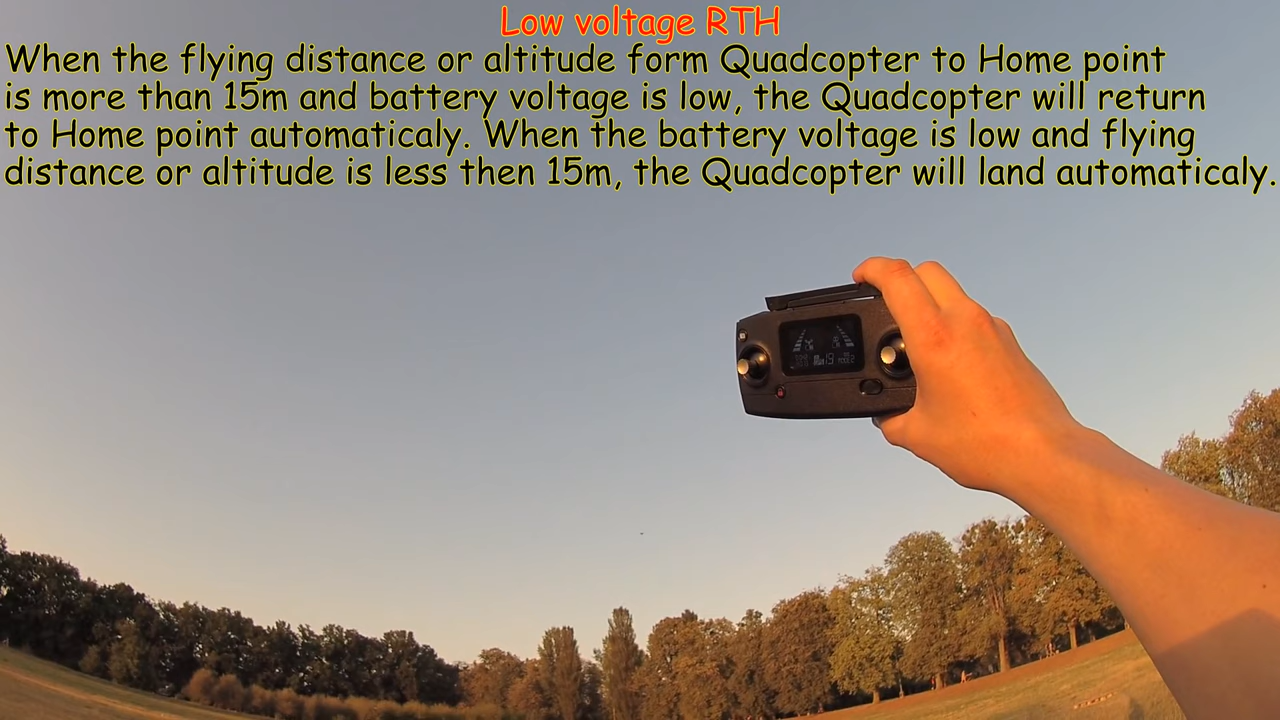 Low voltage RTH
When the flying distance or altitude form Quadcopter to Home point
is more than 15m and battery voltage is low, the Quadcopter will return
to Home point automaticaly. When the battery voltage is low and flying
distance or altitude is less then 15m, the Quadcopter will land automaticaly.